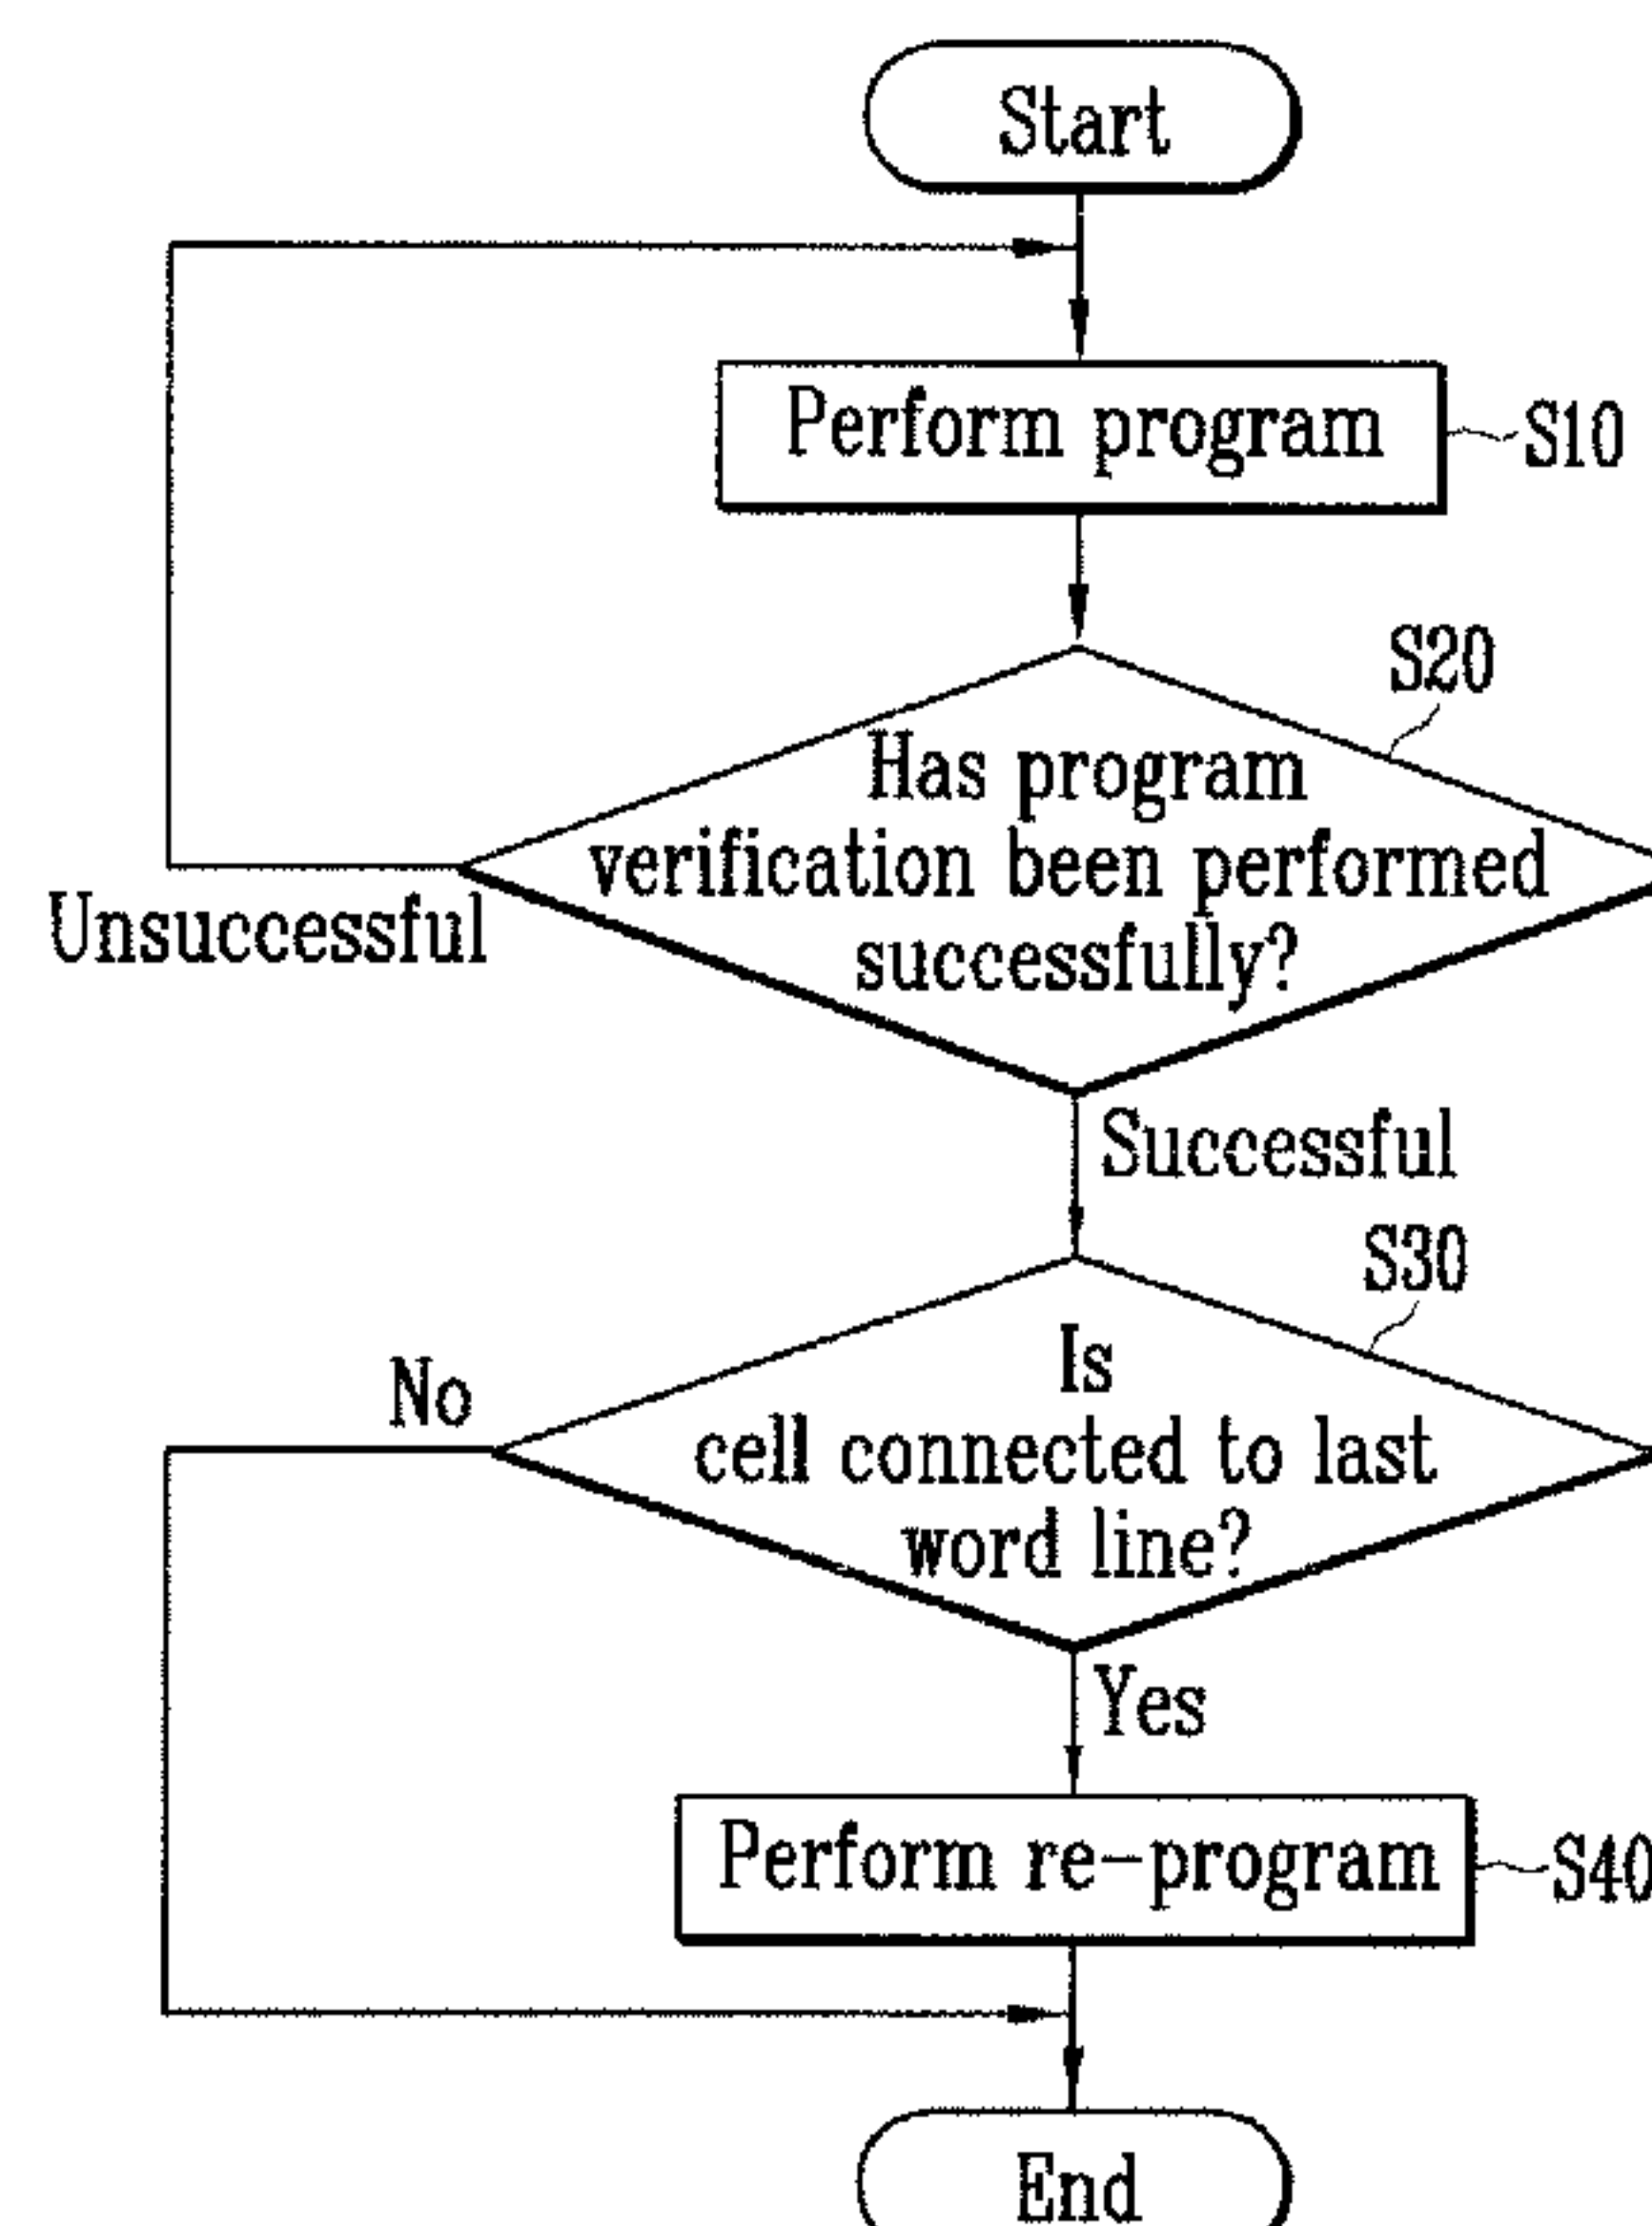 Start
Perform program
S10
S20
Has program
verification been performed
successfully?
Unsuccessful
Successful
S30
Is
cell connected to last
word line?
No
Yes
Perform re-program
S40
End